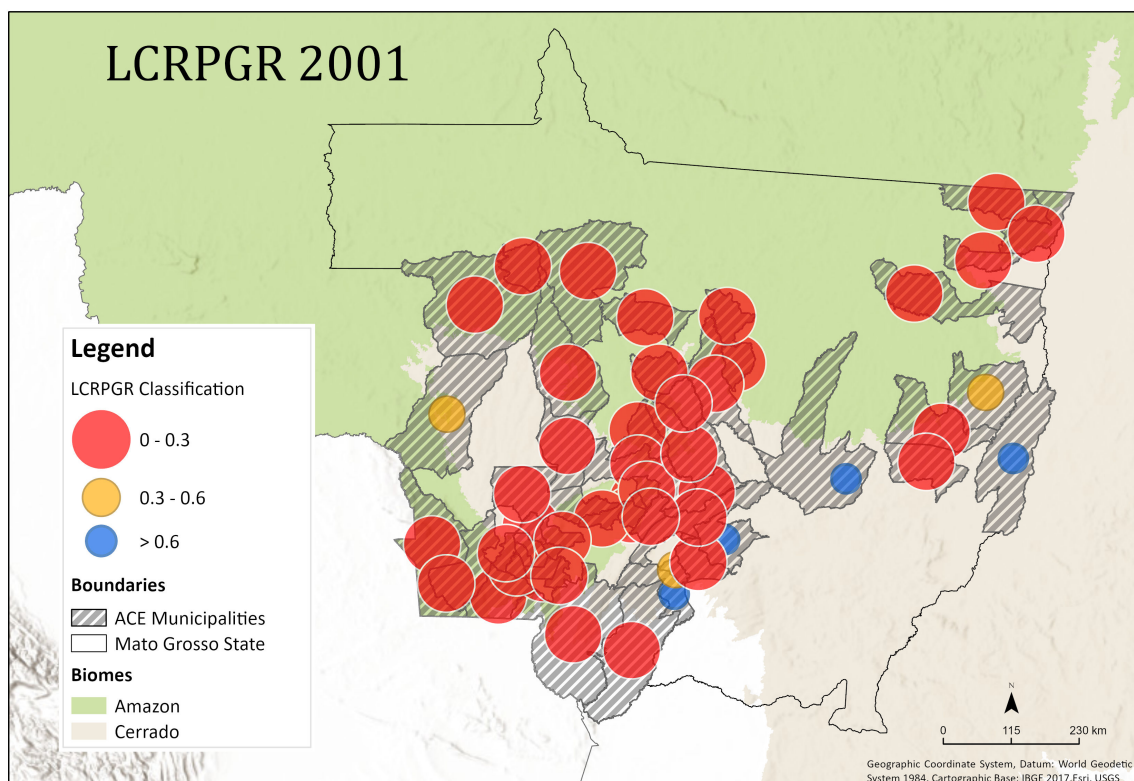 LCRPGR 2001
Legend
LCRPGR Classification
0 - 0.3
0.3 - 0.6
> 0.6
Boundaries
ACE Municipalities
Mato Grosso State
Biomes
Amazon
Cerrado
N
0 115 230 km
Geographic Coordinate System, Datum: World Geodetic
System 1984. Cartographic Base: IBGE 2017.Esri, USGS